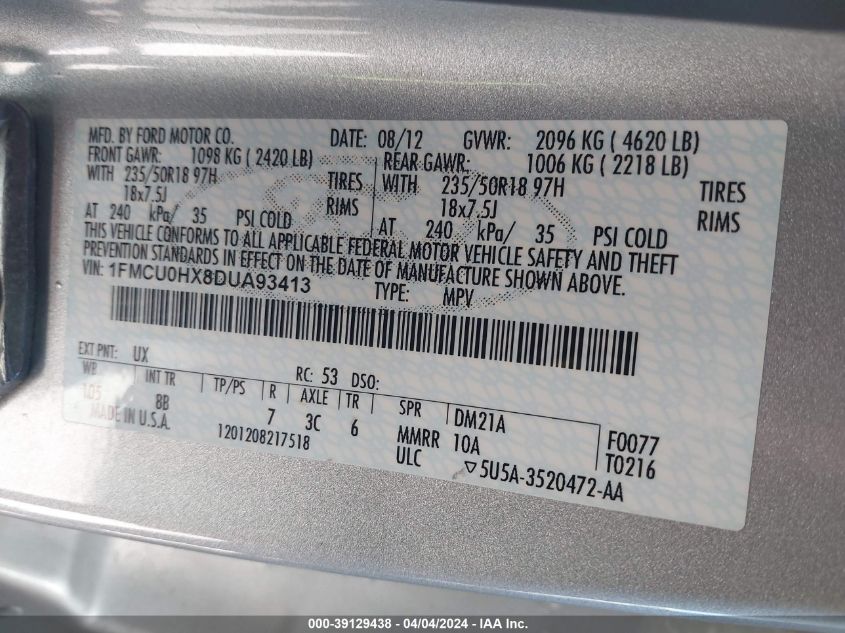 MFD. BY FORD MOTOR CO. DATE: 08/12 GVWR: 2096 KG ( 4620 LB)
FRONT GAWR: 1098 KG ( 2420 LB) REAR GAWR: 1006 KG ( 2218 LB)
WITH 235/50R18 97H TIRES WITH 235/50R18 97H TIRES
18x7.5J RIMS 18x7.5J RIMS
AT 240 kPa/ 35 PSI COLD AT 240 kPa/ 35 PSI COLD
THIS VEHICLE CONFORMS TO ALL APPLICABLE FEDERAL MOTOR VEHICLE SAFETY AND THEFT
PREVENTION STANDARDS IN EFFECT ON THE DATE OF MANUFACTURE SHOWN ABOVE.
VIN: 1FMCU0HX8DUA93413 TYPE: MPV
EXT PNT: UX RC: 53 DSO:
WB INT TR TP/PS R AXLE TR SPR DM21A F0077
105 8B 7 3C 6 MMRR 10A T0216
MADE IN U.S.A. 1201208217518 ULC ▽5U5A-3520472-AA
000-39129438 - 04/04/2024 - IAA Inc.